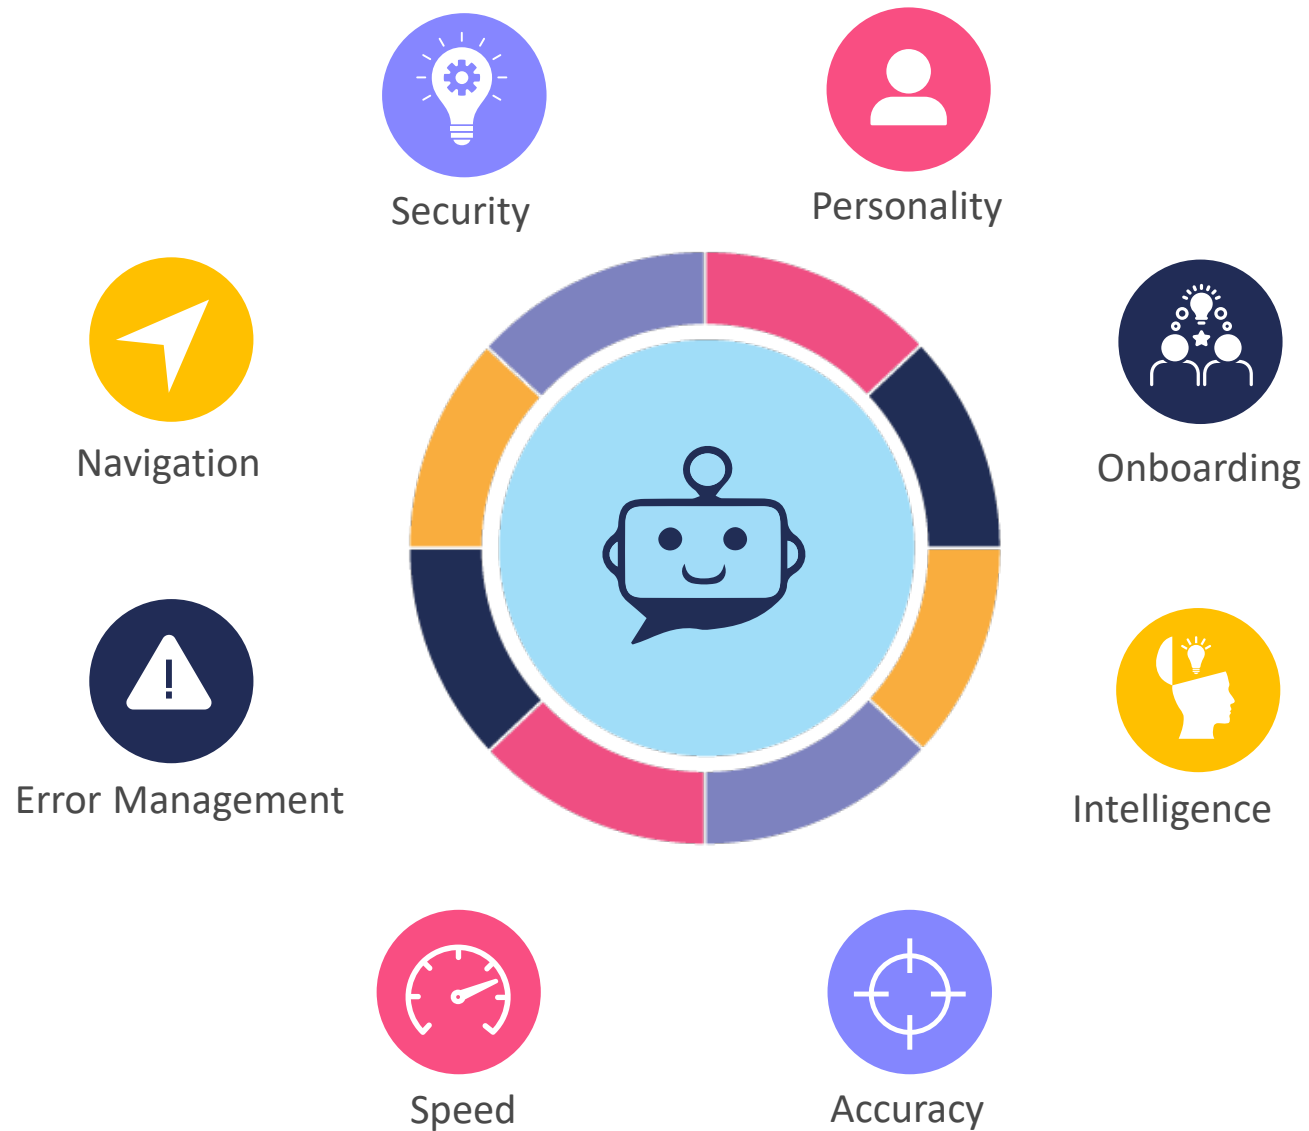 Security
Personality
Navigation
Onboarding
Error Management
Intelligence
Speed
Accuracy